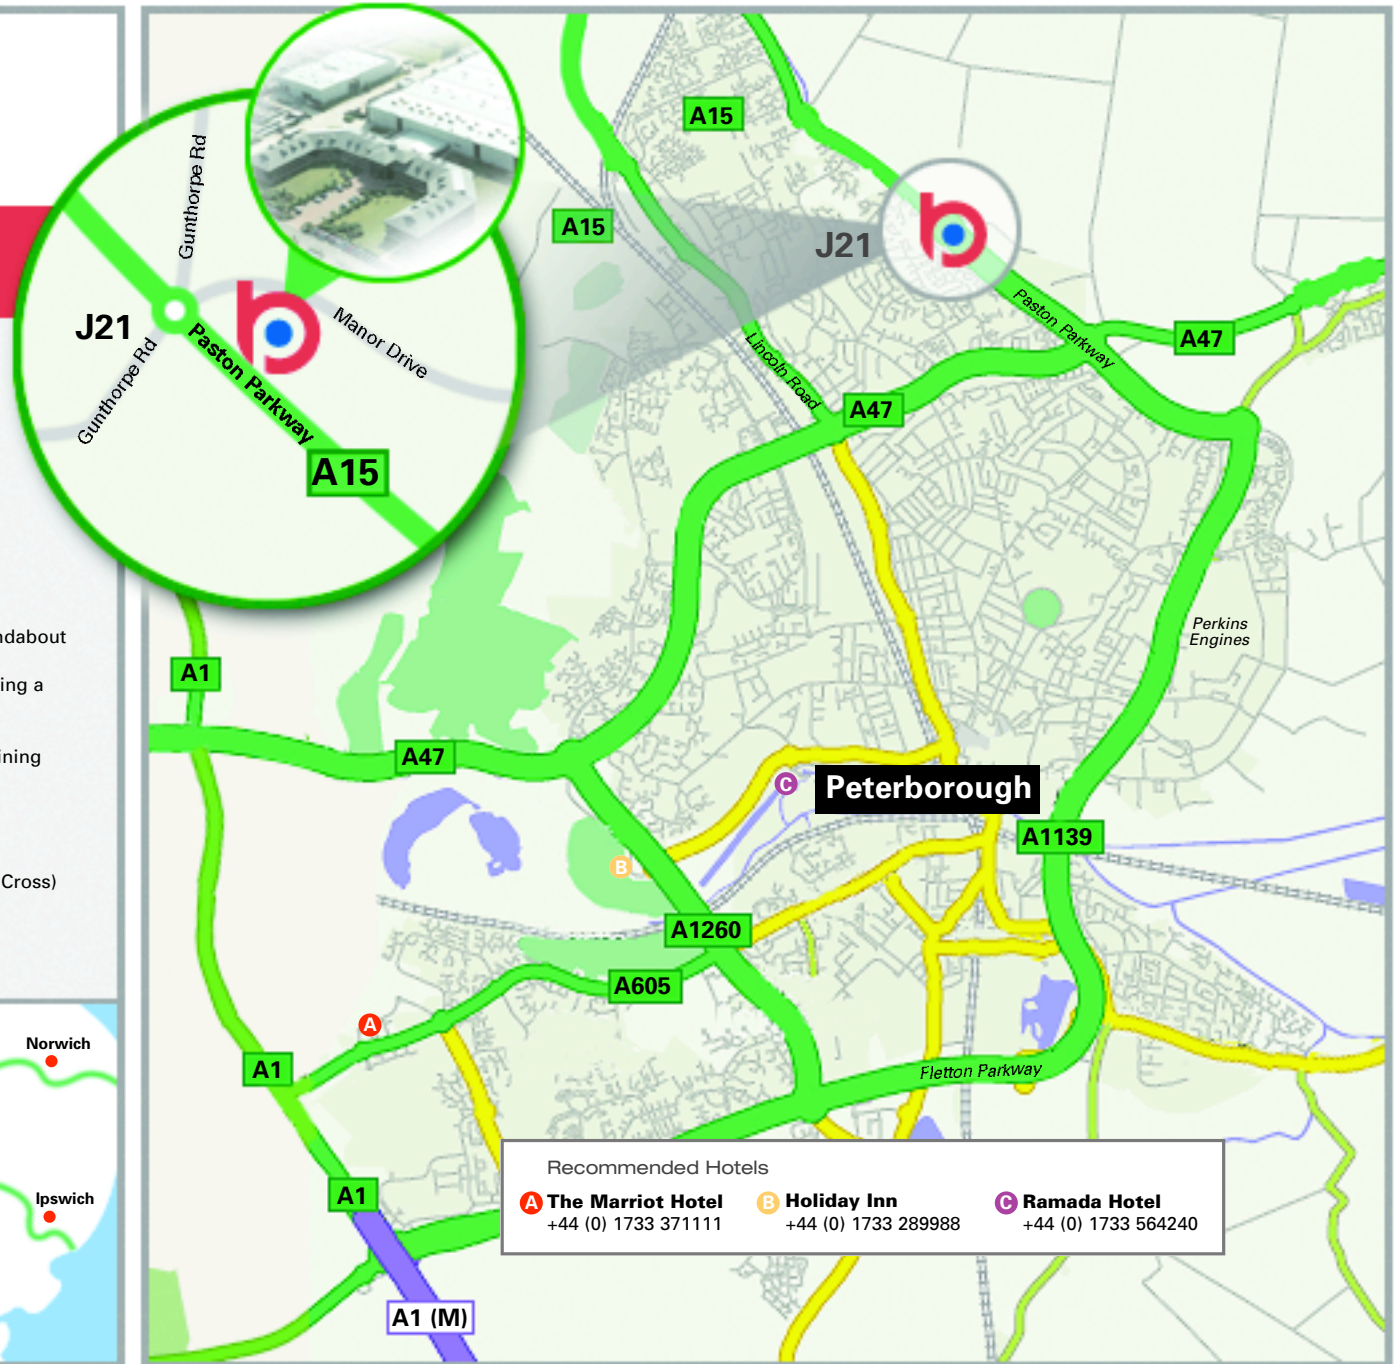 ndabout
ing a
ining
Cross)
Norwich
Ipswich
Gunthorpe Rd
J21
Gunthorpe Rd
Paston Parkway
Manor Drive
A15
A15
A15
J21
b
Paston Parkway
A47
Lincoln Road
A47
Perkins
Engines
A1
A47
C
Peterborough
A1139
B
A1260
A605
A
A1
Fletton Parkway
A1
A1 (M)
Recommended Hotels
A The Marriot Hotel
+44 (0) 1733 371111
B Holiday Inn
+44 (0) 1733 289988
C Ramada Hotel
+44 (0) 1733 564240